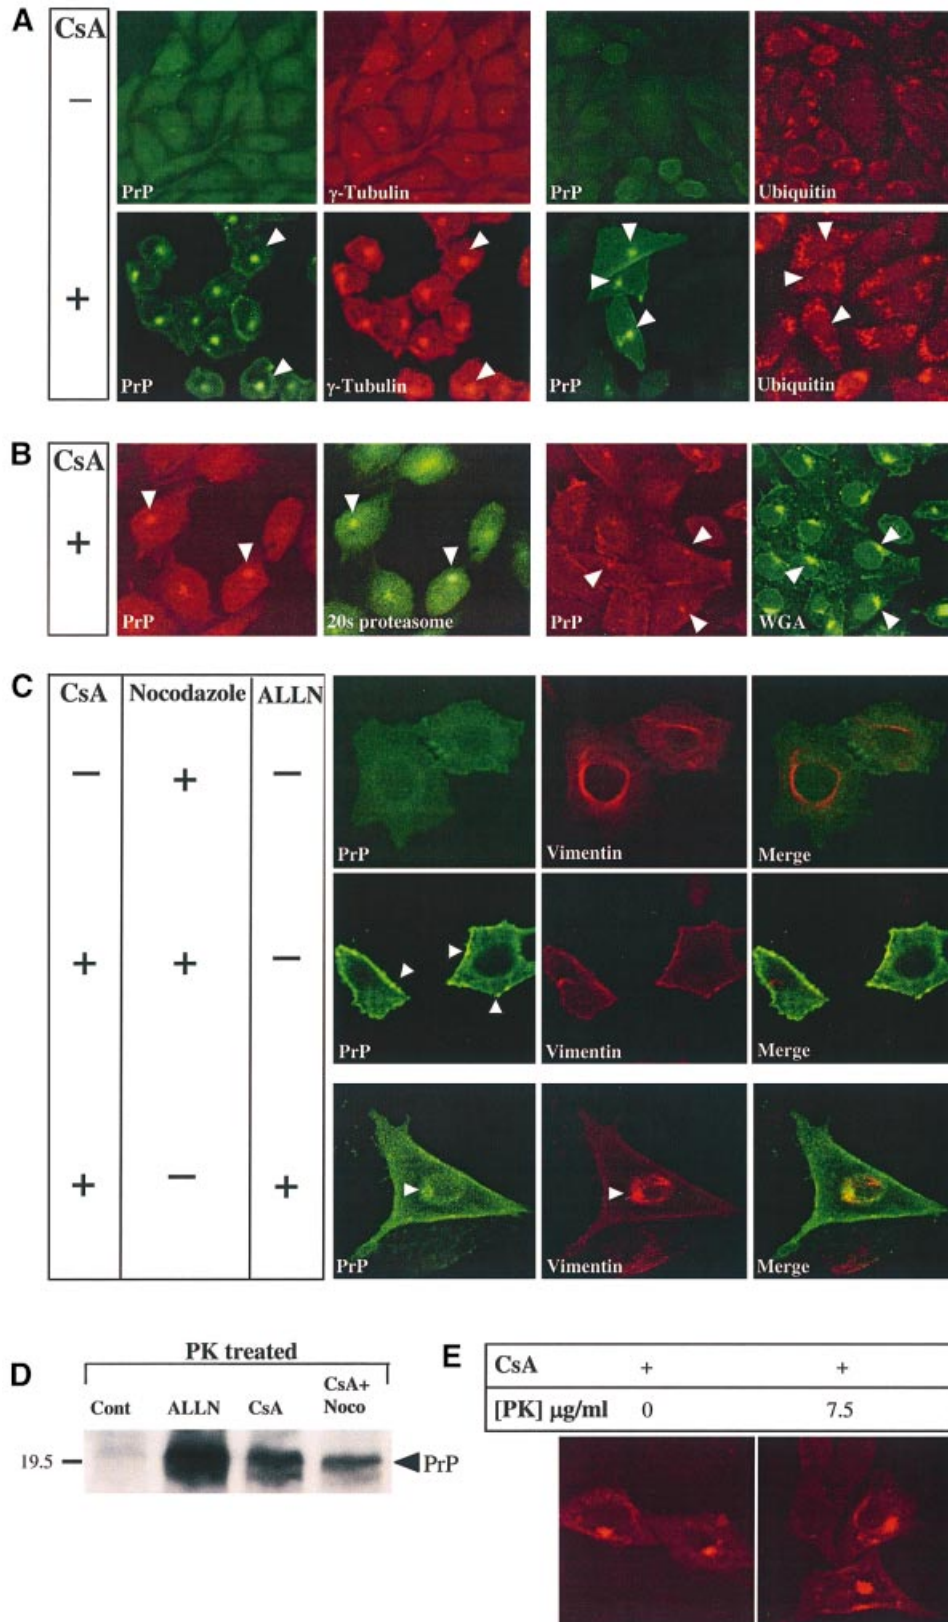 A
CsA
−
+
PrP
γ-Tubulin
PrP
Ubiquitin
PrP
γ-Tubulin
PrP
Ubiquitin
B
CsA
+
PrP
20s proteasome
PrP
WGA
C
CsA Nocodazole ALLN
− + −
PrP
Vimentin
Merge
+ + −
PrP
Vimentin
Merge
+ − +
PrP
Vimentin
Merge
D
PK treated
Cont ALLN CsA CsA+
Noco
19.5
PrP
E
CsA + +
[PK] μg/ml 0 7.5